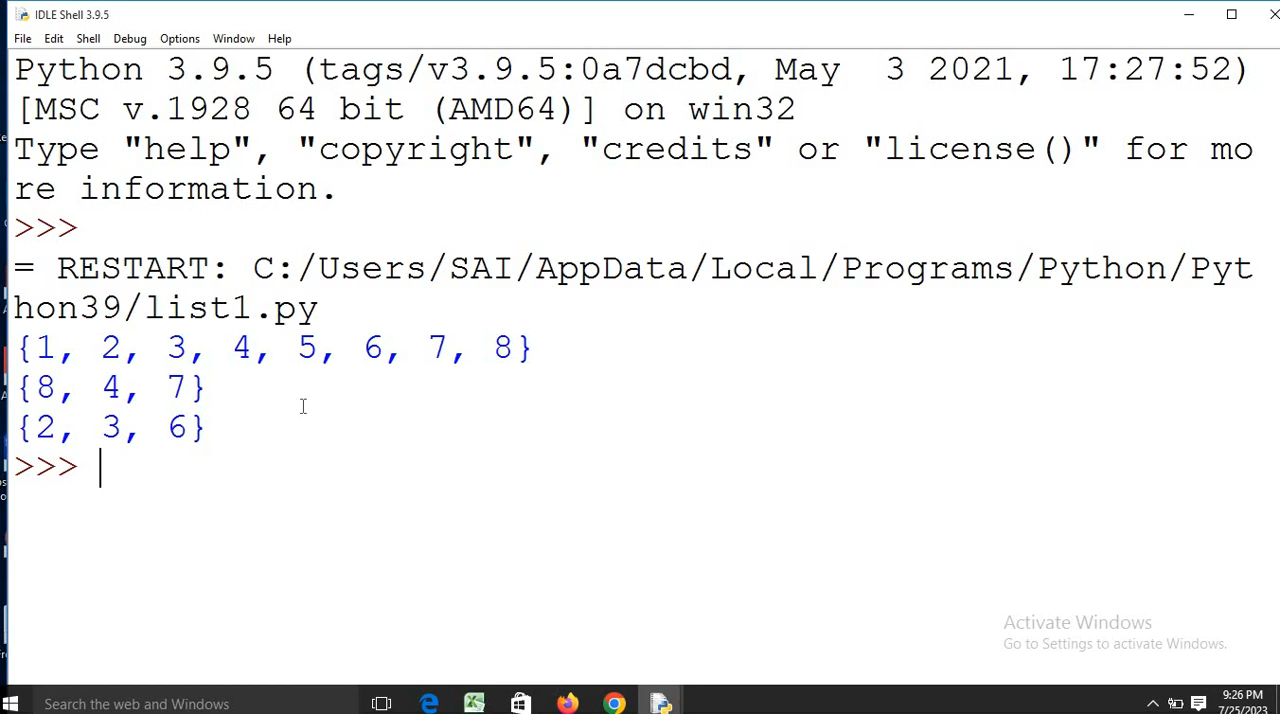 IDLE Shell 3.9.5
File Edit Shell Debug Options Window Help
Python 3.9.5 (tags/v3.9.5:0a7dcbd, May  3 2021, 17:27:52)
[MSC v.1928 64 bit (AMD64)] on win32
Type "help", "copyright", "credits" or "license()" for mo
re information.
>>>
= RESTART: C:/Users/SAI/AppData/Local/Programs/Python/Pyt
hon39/list1.py
{1, 2, 3, 4, 5, 6, 7, 8}
{8, 4, 7}
{2, 3, 6}
>>>
Activate Windows
Go to Settings to activate Windows.
Search the web and Windows
9:26 PM
7/25/2023